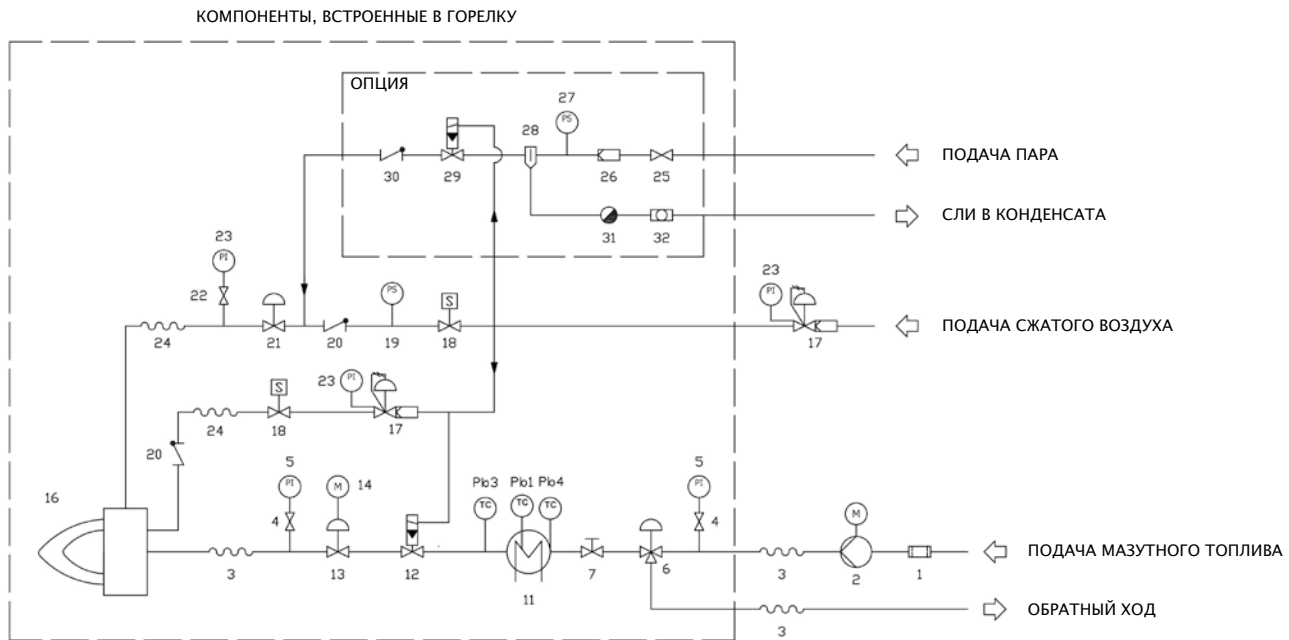 КОМПОНЕНТЫ, ВСТРОЕННЫЕ В ГОРЕЛКУ
ОПЦИЯ
27
28
PS
ПОДАЧА ПАРА
30
29
26
25
СЛИ В КОНДЕНСАТА
31
32
23
PI
22
PS
S
23
PI
ПОДАЧА СЖАТОГО ВОЗДУХА
24
21
20
19
18
17
S
23
PI
24
18
17
20
5
PI
14
M
Pb3
Pb1
Pb4
TC
TC
TC
5
PI
16
4
4
M
ПОДАЧА МАЗУТНОГО ТОПЛИВА
3
13
12
11
7
6
3
2
1
ОБРАТНЫЙ ХОД
3